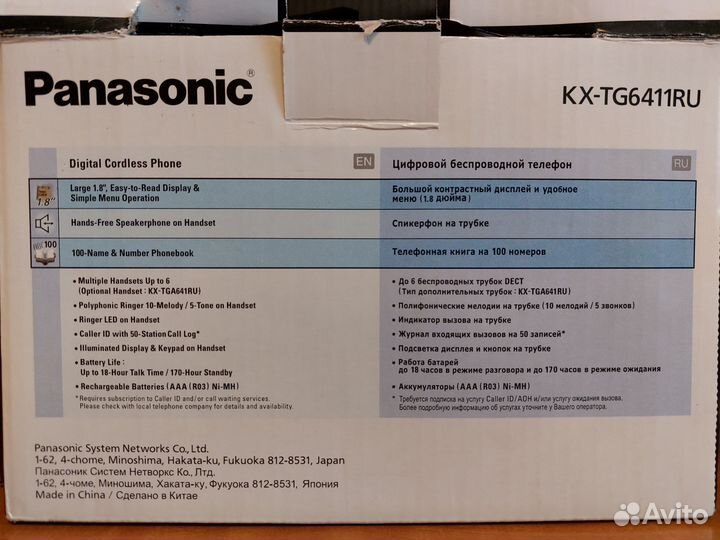 Panasonic®
KX-TG6411RU
Digital Cordless Phone EN
1.8"
Large 1.8", Easy-to-Read Display &
Simple Menu Operation
Hands-Free Speakerphone on Handset
100
100-Name & Number Phonebook
• Multiple Handsets Up to 6
(Optional Handset : KX-TGA641RU)
• Polyphonic Ringer 10-Melody / 5-Tone on Handset
• Ringer LED on Handset
• Caller ID with 50-Station Call Log*
• Illuminated Display & Keypad on Handset
• Battery Life :
Up to 18-Hour Talk Time / 170-Hour Standby
• Rechargeable Batteries (AAA (R03) Ni-MH)
*Requires subscription to Caller ID and/or call waiting services.
Please check with local telephone company for details and availability.
Цифровой беспроводной телефон RU
Большой контрастный дисплей и удобное
меню (1.8 дюйма)
Спикерфон на трубке
Телефонная книга на 100 номеров
• До 6 беспроводных трубок DECT
(Тип дополнительных трубок : KX-TGA641RU)
• Полифонические мелодии на трубке (10 мелодий / 5 звонков)
• Индикатор вызова на трубке
• Журнал входящих вызовов на 50 записей*
• Подсветка дисплея и кнопок на трубке
• Работа батарей
до 18 часов в режиме разговора и до 170 часов в режиме ожидания
• Аккумуляторы (AAA (R03) Ni-MH)
* Требуется подписка на услугу Caller ID/АОН и/или услугу ожидания вызова.
Более подробную информацию об услугах уточните у Вашего оператора.
Panasonic System Networks Co., Ltd.
1-62, 4-chome, Minoshima, Hakata-ku, Fukuoka 812-8531, Japan
Панасоник Систем Нетворкс Ко., Лтд.
1-62, 4-чоме, Миношима, Хаката-ку, Фукуока 812-8531, Япония
Made in China / Сделано в Китае
Avito